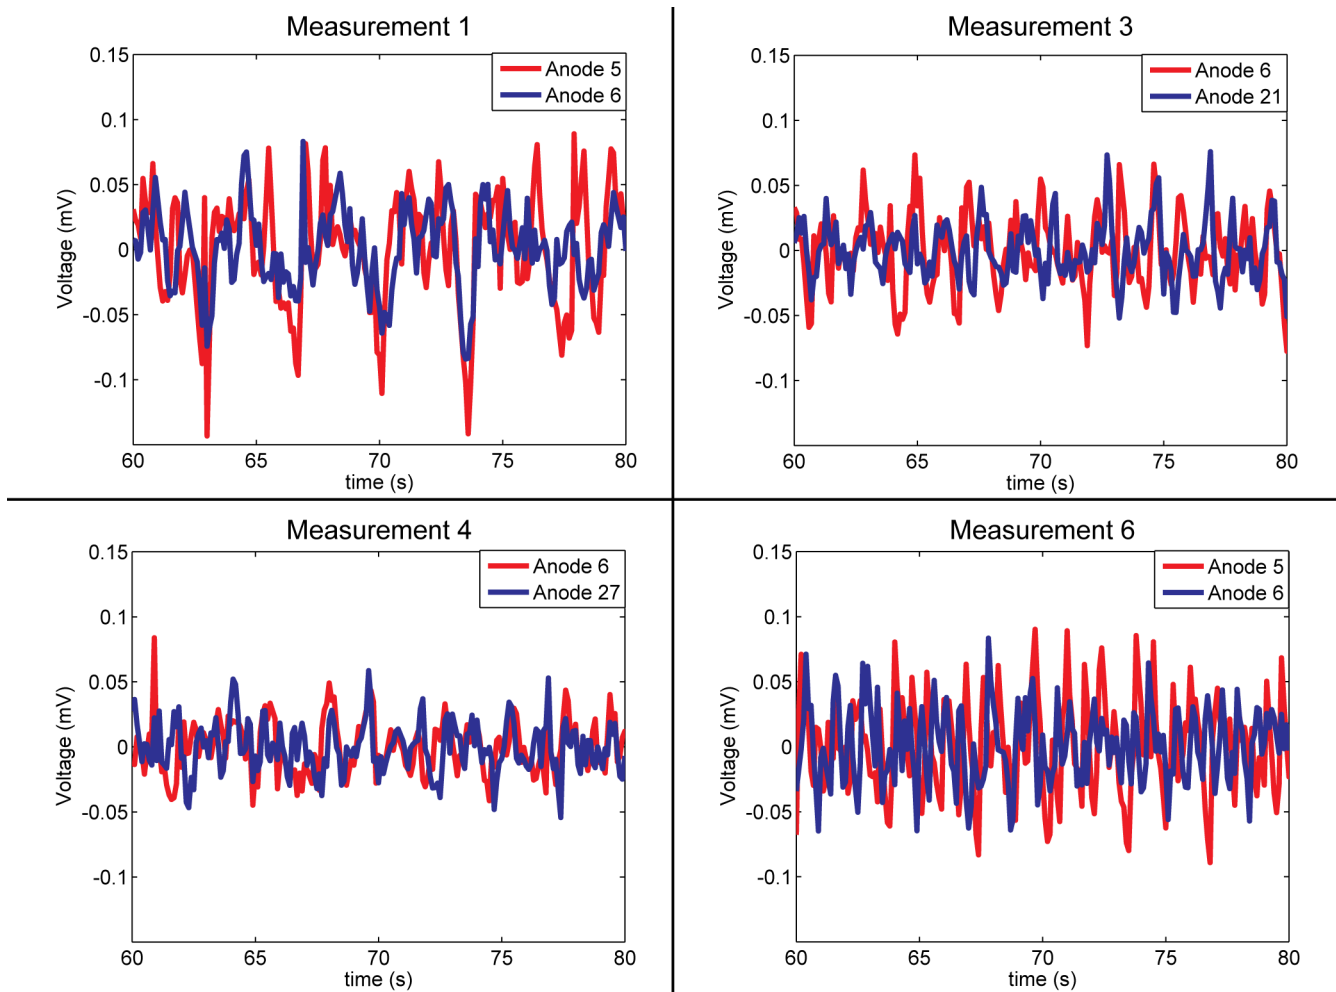 Measurement 1
0.15
0.1
0.05
0
-0.05
-0.1
Voltage (mV)
Anode 5
Anode 6
60 65 70 75 80
time (s)
Measurement 3
0.15
0.1
0.05
0
-0.05
-0.1
Voltage (mV)
Anode 6
Anode 21
60 65 70 75 80
time (s)
Measurement 4
0.15
0.1
0.05
0
-0.05
-0.1
Voltage (mV)
Anode 6
Anode 27
60 65 70 75 80
time (s)
Measurement 6
0.15
0.1
0.05
0
-0.05
-0.1
Voltage (mV)
Anode 5
Anode 6
60 65 70 75 80
time (s)